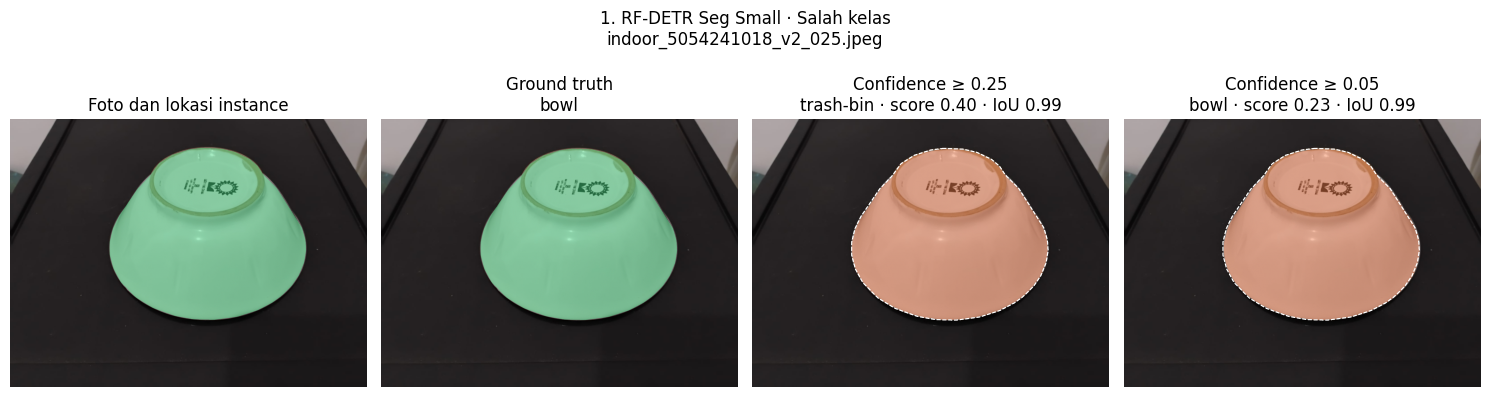 1. RF-DETR Seg Small · Salah kelas
indoor_5054241018_v2_025.jpeg
Foto dan lokasi instance
Ground truth
bowl
Confidence ≥ 0.25
trash-bin · score 0.40 · IoU 0.99
Confidence ≥ 0.05
bowl · score 0.23 · IoU 0.99